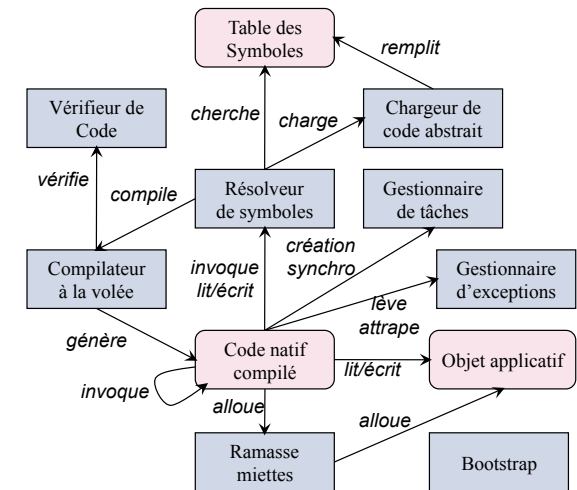 Table des
Symboles
remplit
cherche
charge
Vérifieur de
Code
Chargeur de
code abstrait
vérifie
compile
Résolveur
de symboles
Gestionnaire
de tâches
création
synchro
invoque
lit/écrit
Compilateur
à la volée
Gestionnaire
d'exceptions
lève
attrape
génère
Code natif
compilé
lit/écrit
Objet applicatif
invoque
alloue
alloue
Ramasse
miettes
Bootstrap